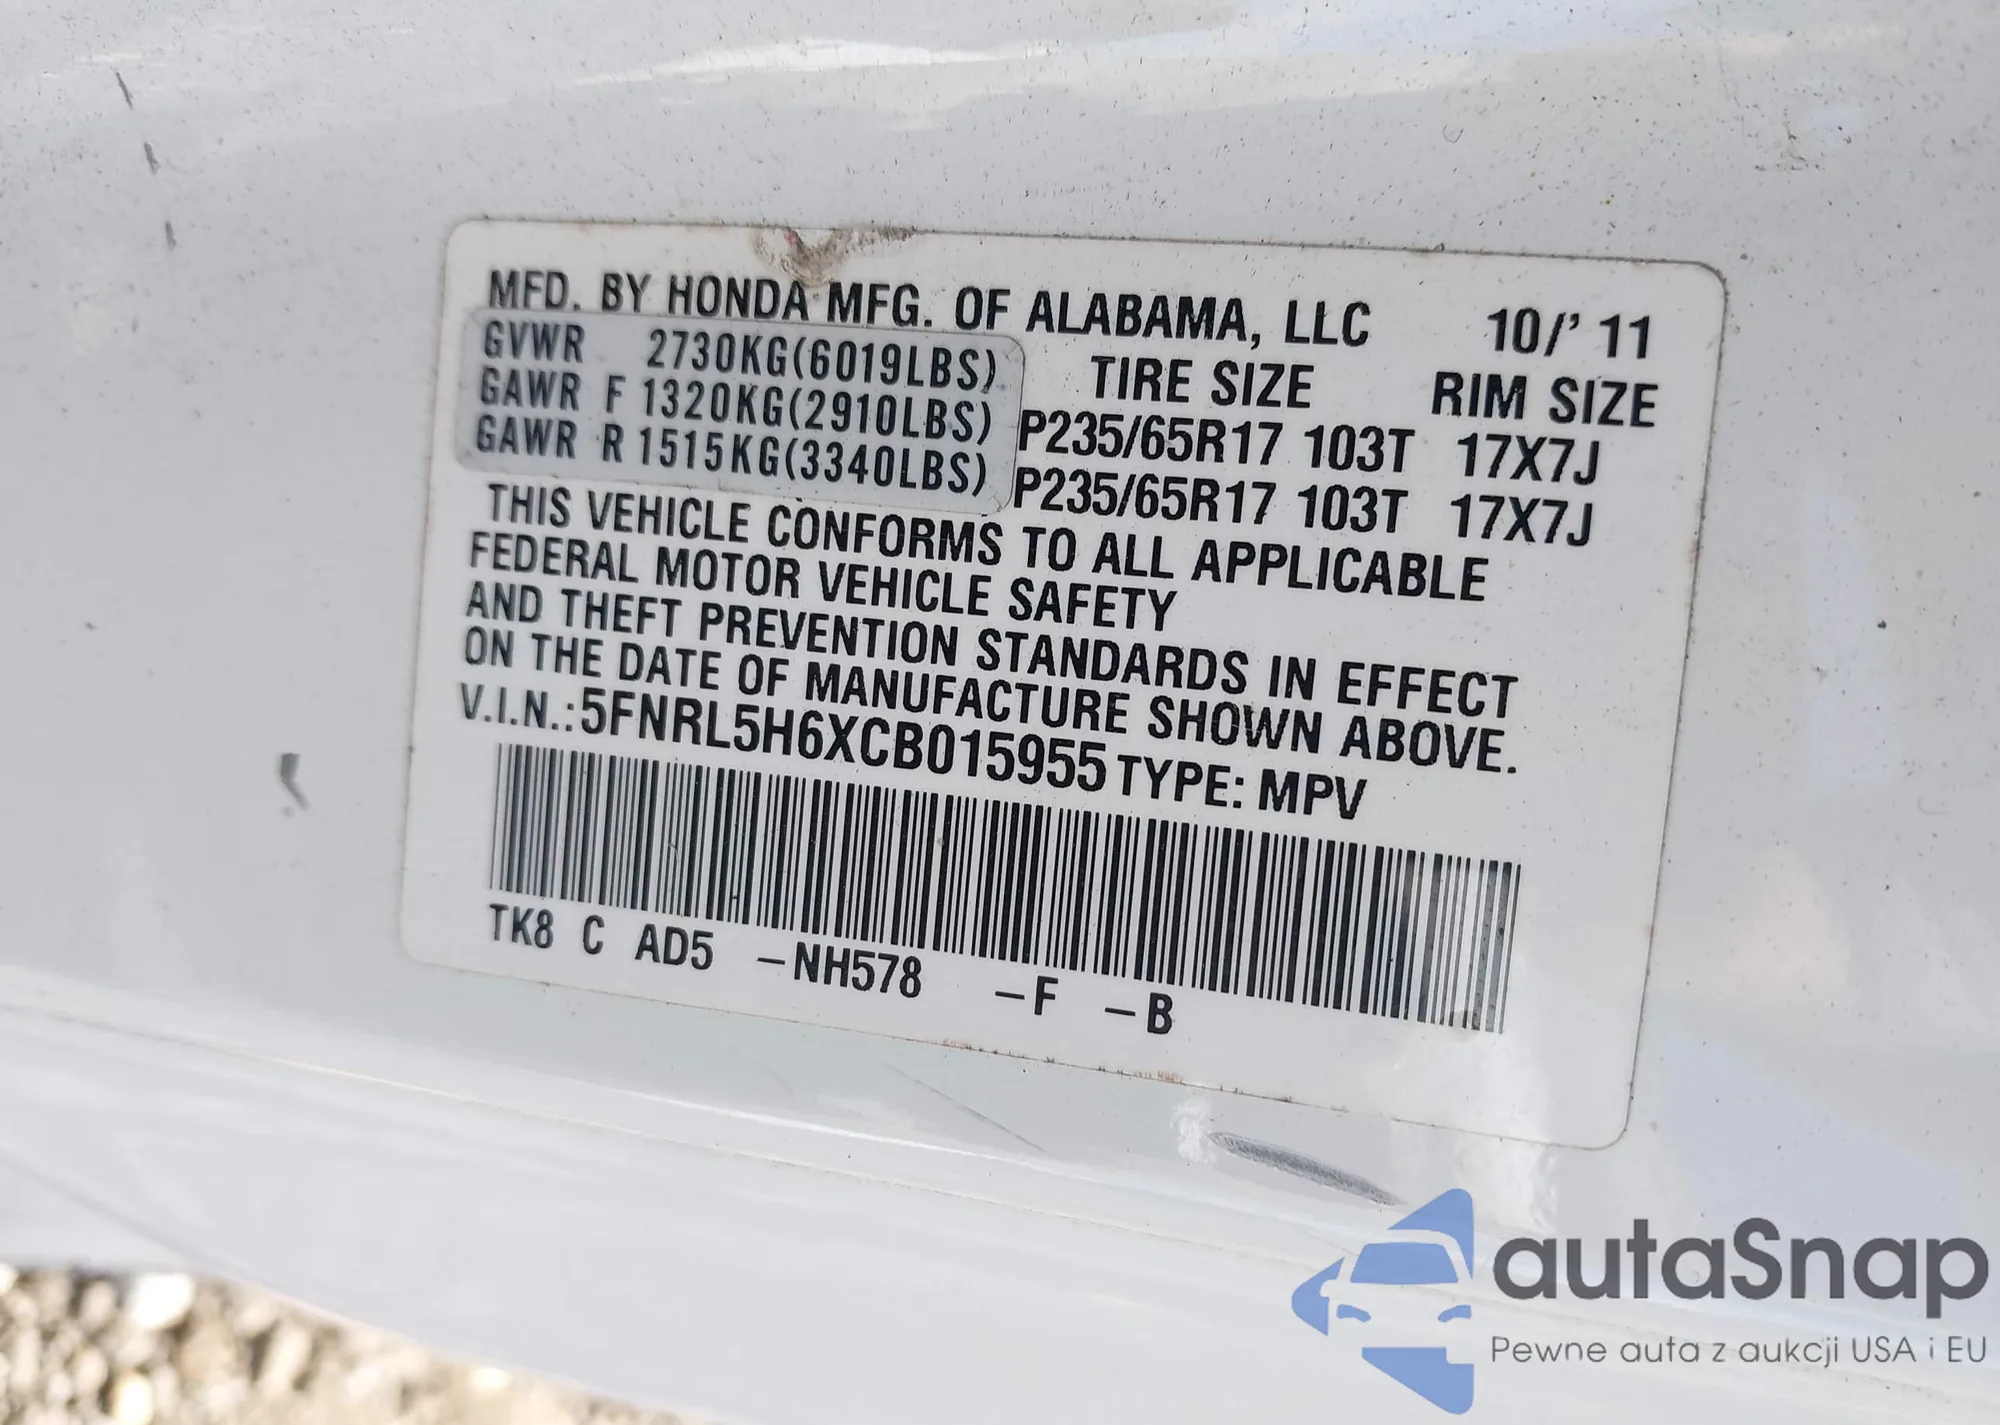 MFD. BY HONDA MFG. OF ALABAMA, LLC 10/' 11
GVWR 2730KG(6019LBS) TIRE SIZE RIM SIZE
GAWR F 1320KG(2910LBS) P235/65R17 103T 17X7J
GAWR R 1515KG(3340LBS) P235/65R17 103T 17X7J
THIS VEHICLE CONFORMS TO ALL APPLICABLE
FEDERAL MOTOR VEHICLE SAFETY
AND THEFT PREVENTION STANDARDS IN EFFECT
ON THE DATE OF MANUFACTURE SHOWN ABOVE.
V.I.N.:5FNRL5H6XCB015955 TYPE: MPV
TK8 C AD5 -NH578 -F -B
autaSnap
Pewne auta z aukcji USA i EU